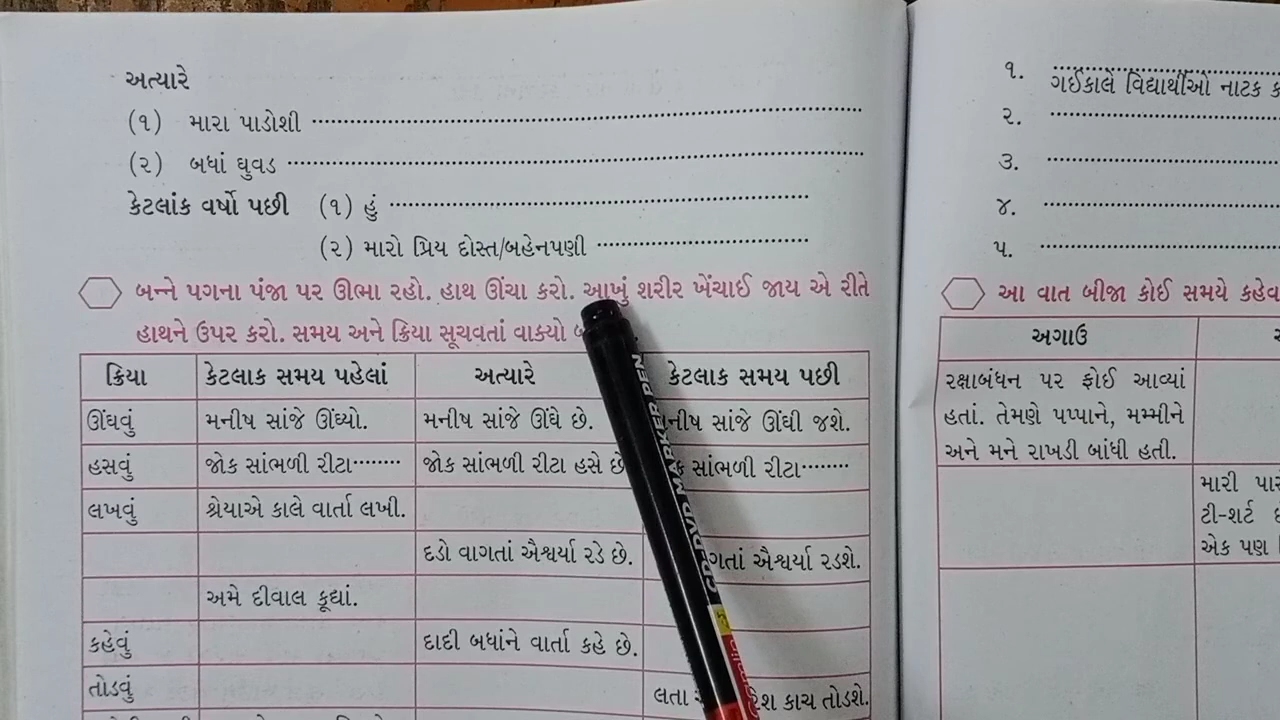 અત્યારે
(૧) મારા પાડોશી
(૨) બધાં ઘુવડ
કેટલાંક વર્ષો પછી (૧) હું
(૨) મારો પ્રિય દોસ્ત/બહેનપણી
બન્ને પગના પંજા પર ઊભા રહો. હાથ ઊંચા કરો. આખું શરીર ખેંચાઈ જાય એ રીતે
હાથને ઉપર કરો. સમય અને ક્રિયા સૂચવતાં વાક્યો
ક્રિયા કેટલાક સમય પહેલાં અત્યારે કેટલાક સમય પછી
ઊંઘવું મનીષ સાંજે ઊંઘ્યો. મનીષ સાંજે ઊંઘે છે. સાંજે ઊંઘી જશે.
હસવું જોક સાંભળી રીટા........ જોક સાંભળી રીટા હસે છે સાંભળી રીટા........
લખવું શ્રેયાએ કાલે વાર્તા લખી.
દડો વાગતાં ઐશ્વર્યા રડે છે. ઐશ્વર્યા રડશે.
અમે દીવાલ કૂદ્યાં.
કહેવું દાદી બધાંને વાર્તા કહે છે.
તોડવું લતા કાચ તોડશે.
CD-DVD MARKER PEN
૧.
ગઈકાલે વિદ્યાર્થીઓ નાટક
૨.
૩.
૪.
૫.
આ વાત બીજા કોઈ સમયે
અગાઉ
રક્ષાબંધન પર ફોઈ આવ્યાં
હતાં. તેમણે પપ્પાને, મમ્મીને
અને મને રાખડી બાંધી હતી.
મારી
ટી-શર્ટ
એક પણ